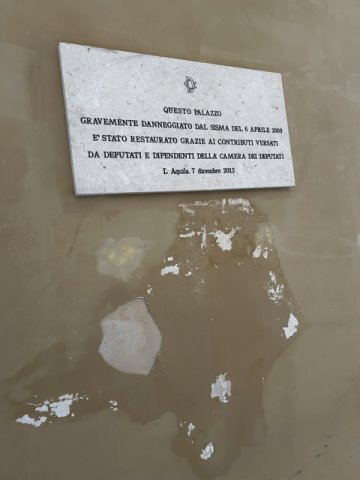 QUESTO PALAZZO
GRAVEMENTE DANNEGGIATO DAL SISMA DEL 6 APRILE 2009
E' STATO RESTAURATO GRAZIE AI CONTRIBUTI VERSATI
DA DEPUTATI E DIPENDENTI DELLA CAMERA DEI DEPUTATI
L'Aquila, 7 dicembre 2013